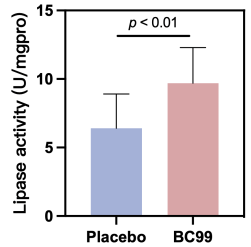 p < 0.01
Lipase activity (U/mgpro)
15
10
5
0
Placebo
BC99